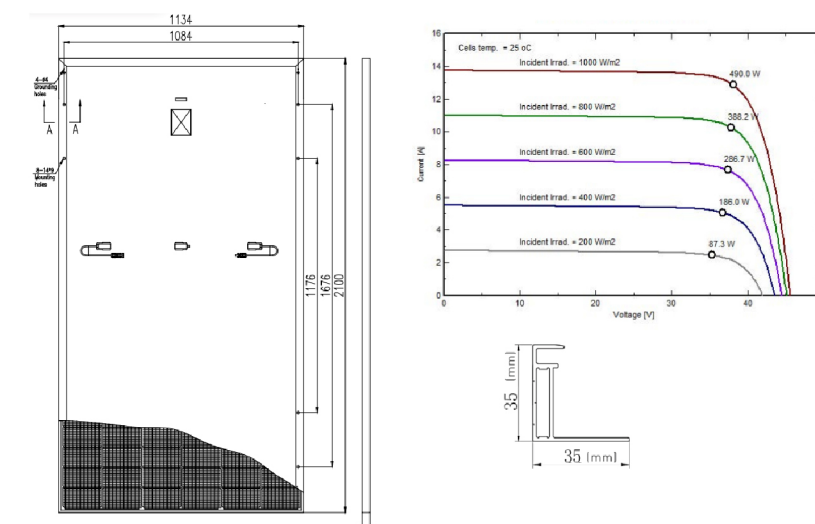 1134
1084
4-φ4
Grounding
holes
A
A
8-14*9
Mounting
holes
1176
1676
2100
16
14
12
10
8
6
4
2
0
Current [A]
Cells temp. = 25 oC
Incident Irrad. = 1000 W/m2
490.0 W
Incident Irrad. = 800 W/m2
388.2 W
Incident Irrad. = 600 W/m2
286.7 W
Incident Irrad. = 400 W/m2
186.0 W
Incident Irrad. = 200 W/m2
87.3 W
0
10
20
30
40
Voltage [V]
35 (mm)
35 (mm)